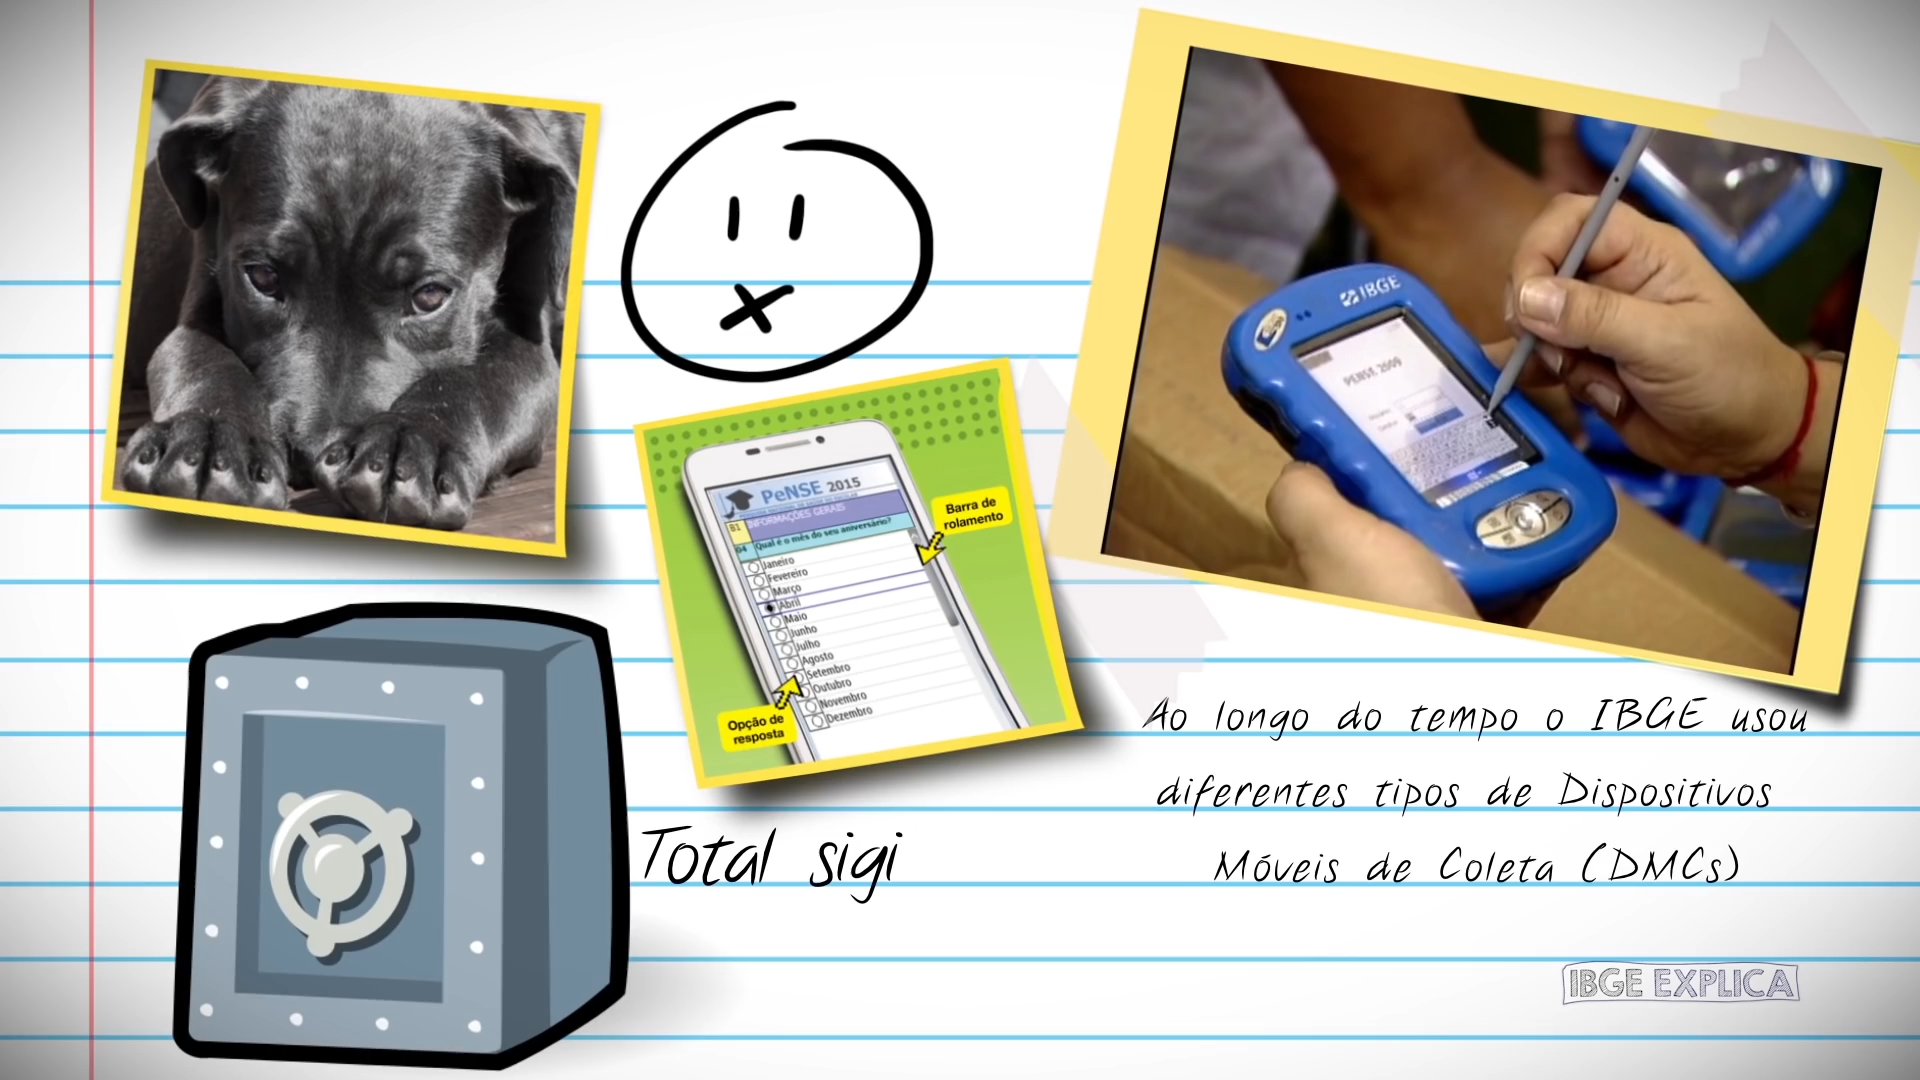 IBGE
PENSE 2009
PeNSE 2015
B1 INFORMAÇÕES GERAIS
04 Qual é o mês do seu aniversário?
Janeiro
Fevereiro
Março
Abril
Maio
Junho
Julho
Agosto
Setembro
Outubro
Novembro
Dezembro
Barra de
rolamento
Opção de
resposta
Total sigi
Ao longo do tempo o IBGE usou
diferentes tipos de Dispositivos
Móveis de Coleta (DMCs)
IBGE EXPLICA